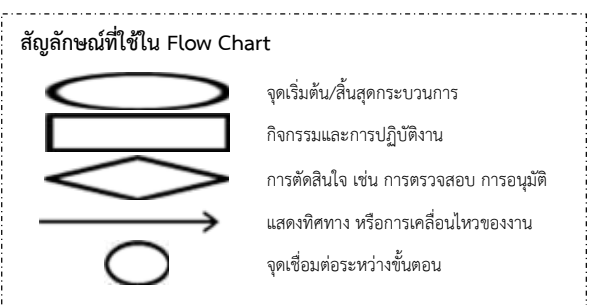 สัญลักษณ์ที่ใช้ใน Flow Chart
จุดเริ่มต้น/สิ้นสุดกระบวนการ
กิจกรรมและการปฏิบัติงาน
การตัดสินใจ เช่น การตรวจสอบ การอนุมัติ
แสดงทิศทาง หรือการเคลื่อนไหวของงาน
จุดเชื่อมต่อระหว่างขั้นตอน